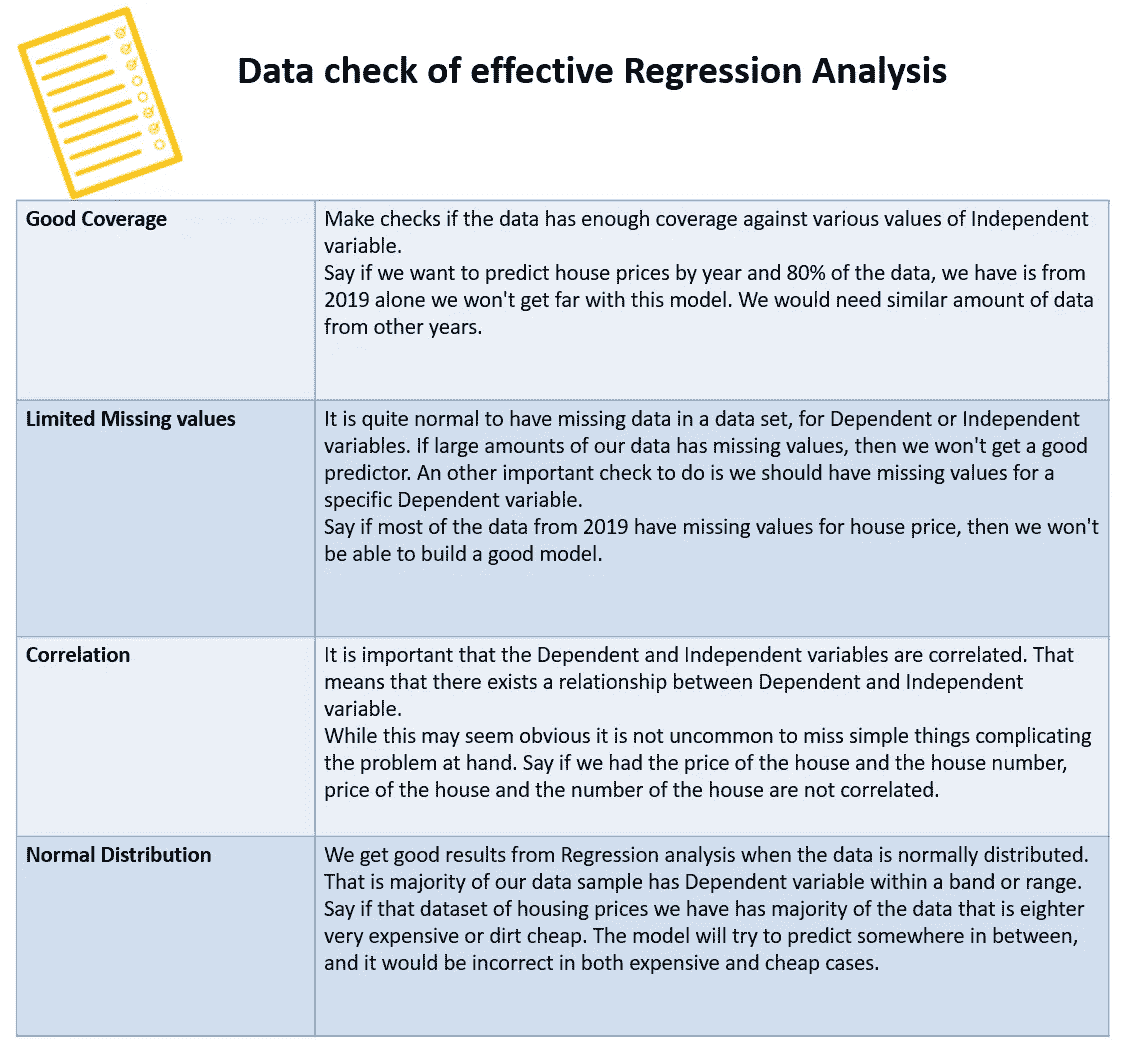 Data check of effective Regression Analysis
Good Coverage
Make checks if the data has enough coverage against various values of Independent
variable.
Say if we want to predict house prices by year and 80% of the data, we have is from
2019 alone we won't get far with this model. We would need similar amount of data
from other years.
Limited Missing values
It is quite normal to have missing data in a data set, for Dependent or Independent
variables. If large amounts of our data has missing values, then we won't get a good
predictor. An other important check to do is we should have missing values for a
specific Dependent variable.
Say if most of the data from 2019 have missing values for house price, then we won't
be able to build a good model.
Correlation
It is important that the Dependent and Independent variables are correlated. That
means that there exists a relationship between Dependent and Independent
variable.
While this may seem obvious it is not uncommon to miss simple things complicating
the problem at hand. Say if we had the price of the house and the house number,
price of the house and the number of the house are not correlated.
Normal Distribution
We get good results from Regression analysis when the data is normally distributed.
That is majority of our data sample has Dependent variable within a band or range.
Say if that dataset of housing prices we have has majority of the data that is eighter
very expensive or dirt cheap. The model will try to predict somewhere in between,
and it would be incorrect in both expensive and cheap cases.